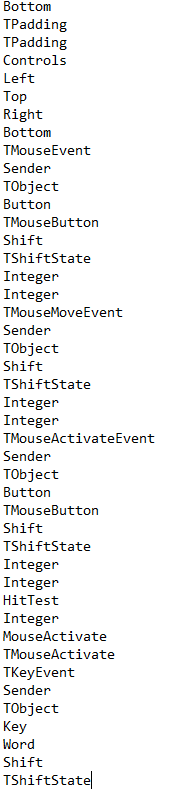 Bottom
TPadding
TPadding
Controls
Left
Top
Right
Bottom
TMouseEvent
Sender
TObject
Button
TMouseButton
Shift
TShiftState
Integer
Integer
TMouseMoveEvent
Sender
TObject
Shift
TShiftState
Integer
Integer
TMouseActivateEvent
Sender
TObject
Button
TMouseButton
Shift
TShiftState
Integer
Integer
HitTest
Integer
MouseActivate
TMouseActivate
TKeyEvent
Sender
TObject
Key
Word
Shift
TShiftState